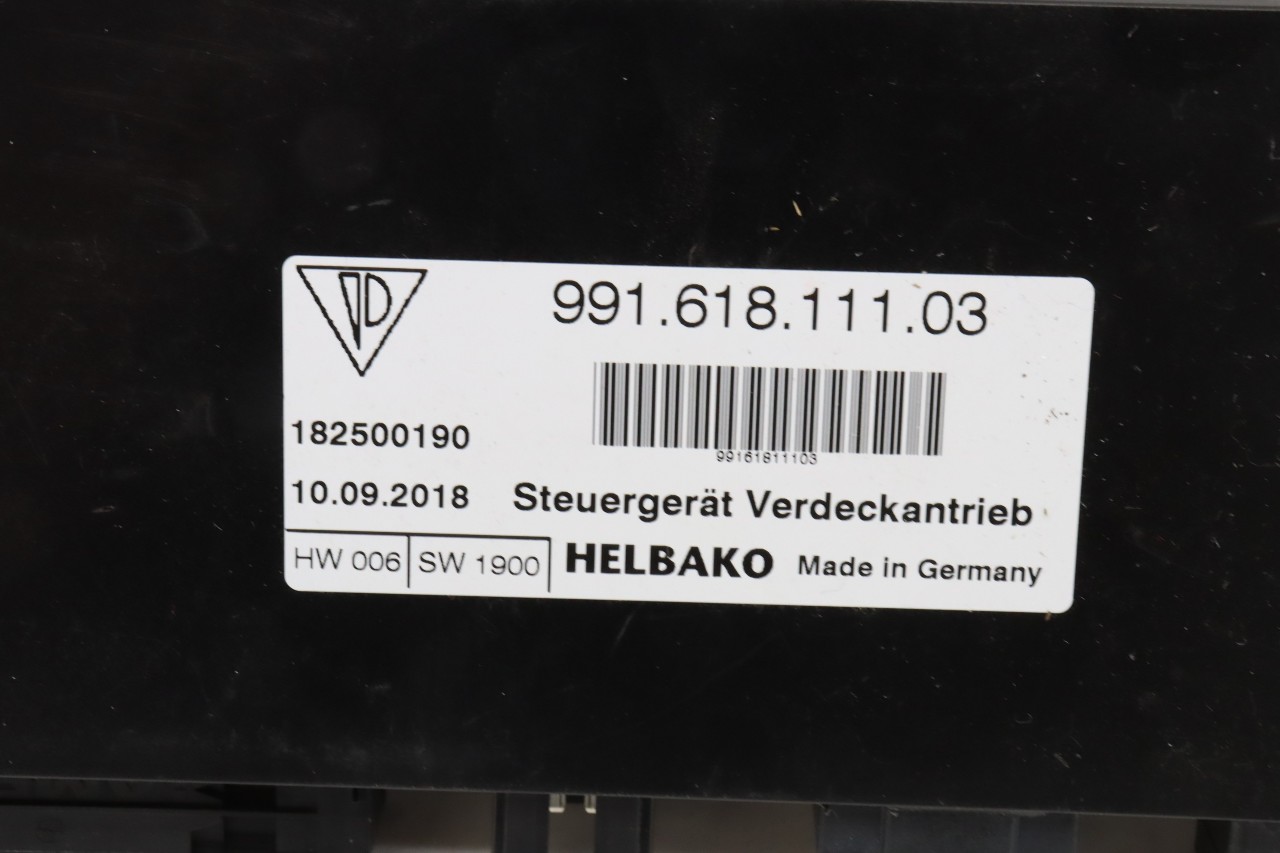 991.618.111.03
99161811103
182500190
10.09.2018 Steuergerät Verdeckantrieb
HW 006 SW 1900 HELBAKO Made in Germany